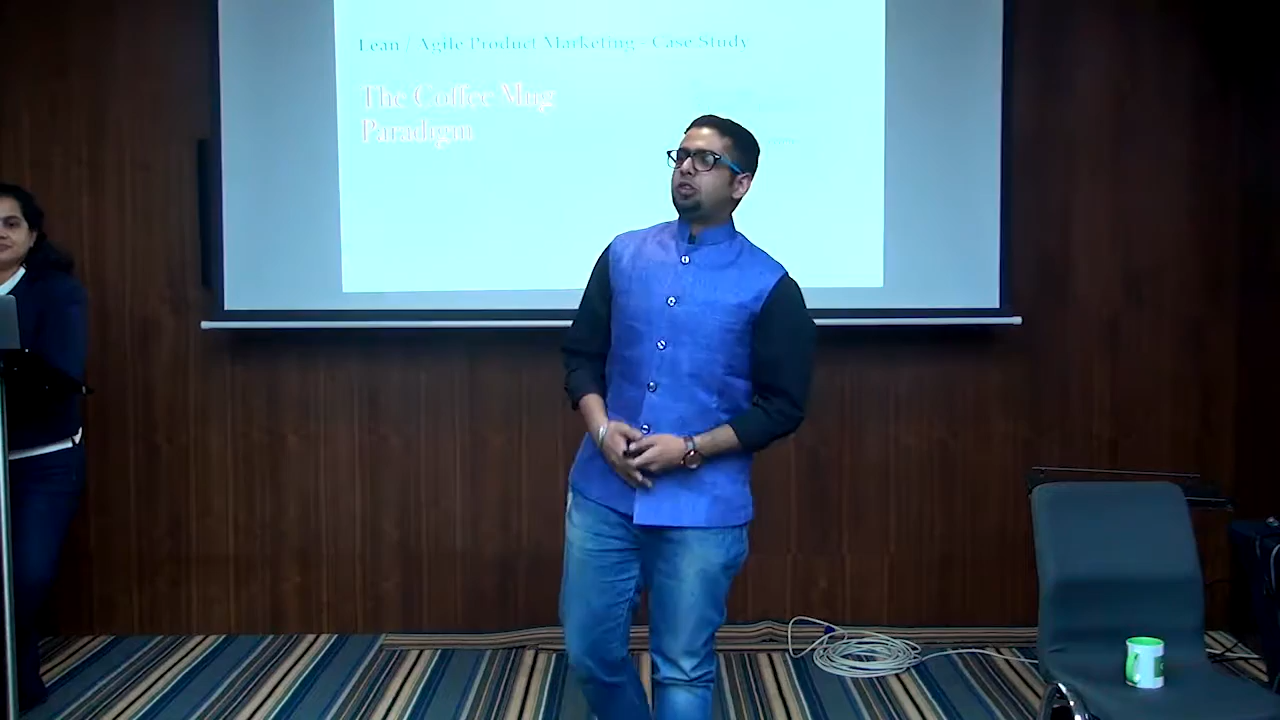 Lean / Agile Product Marketing - Case Study
The Coffee Mug
Paradigm